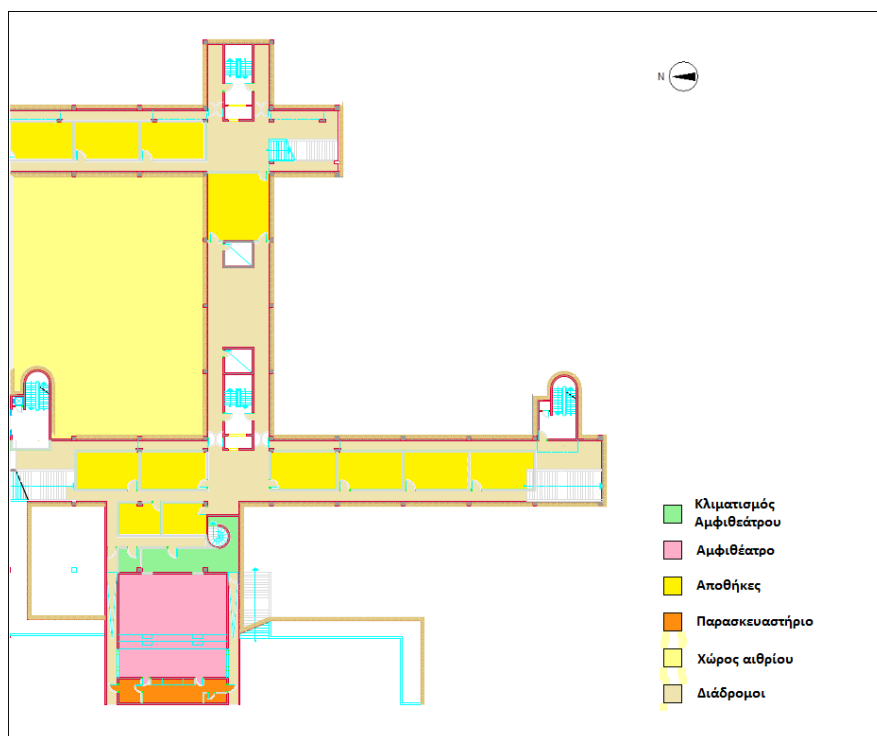 N
Κλιματισμός
Αμφιθεάτρου
Αμφιθέατρο
Αποθήκες
Παρασκευαστήριο
Χώρος αιθρίου
Διάδρομοι